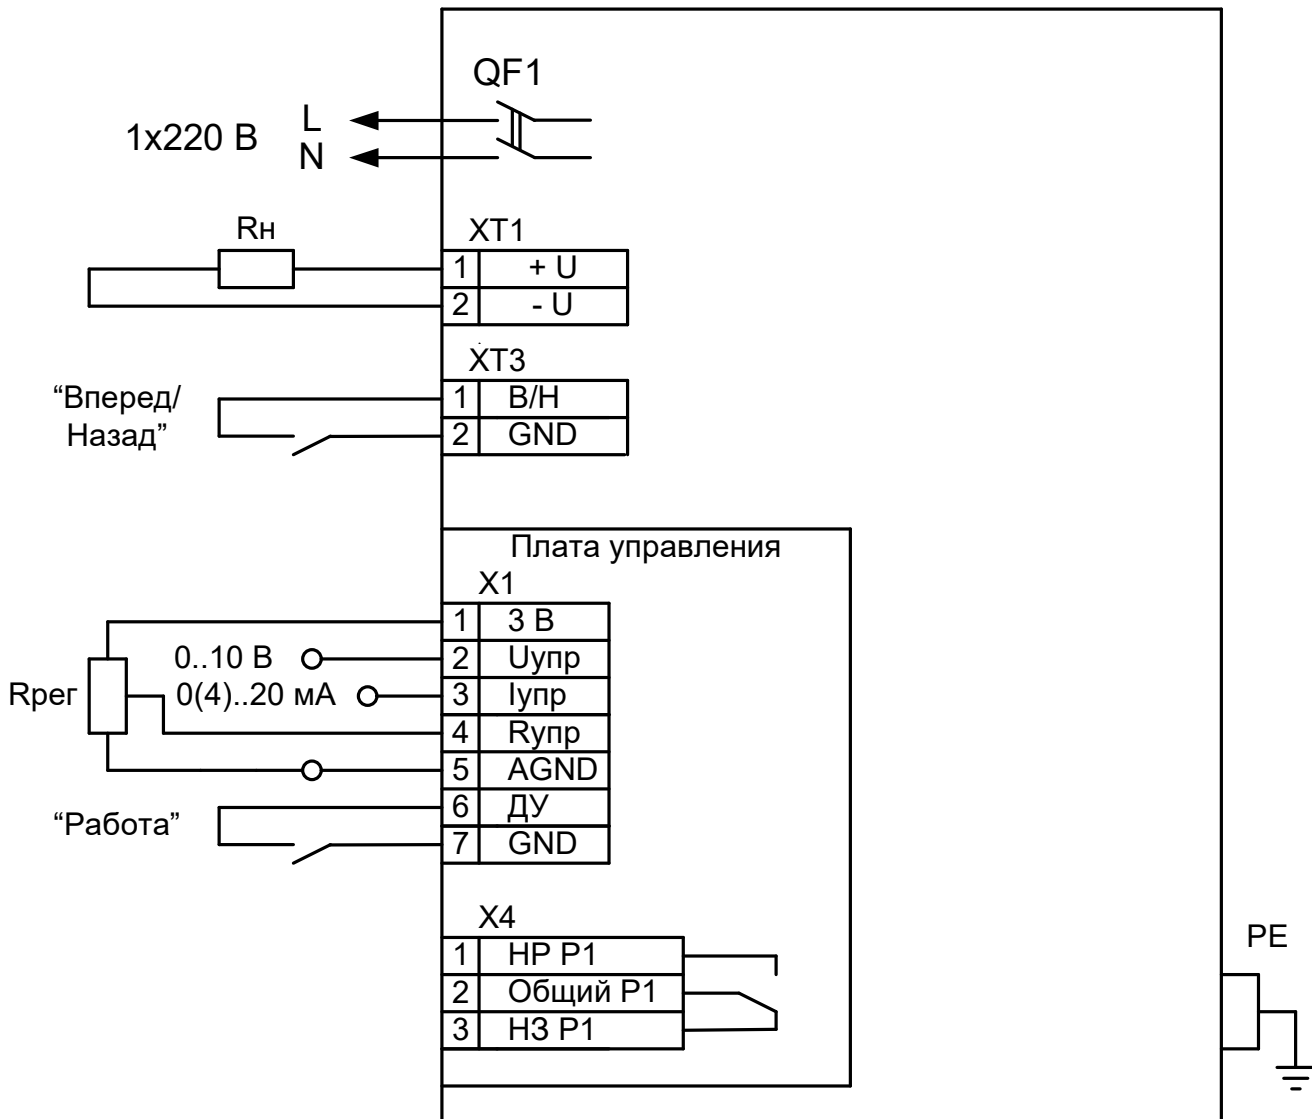 QF1
1x220 В
L
N
Rн
XT1
1 + U
2 - U
XT3
“Вперед/
Назад”
1 В/Н
2 GND
Плата управления
X1
1 3 В
0..10 В 2 Uупр
Rрег 0(4)..20 мА 3 Iупр
4 Rупр
5 AGND
“Работа” 6 ДУ
7 GND
X4
1 НР Р1
2 Общий Р1
3 НЗ Р1
PE